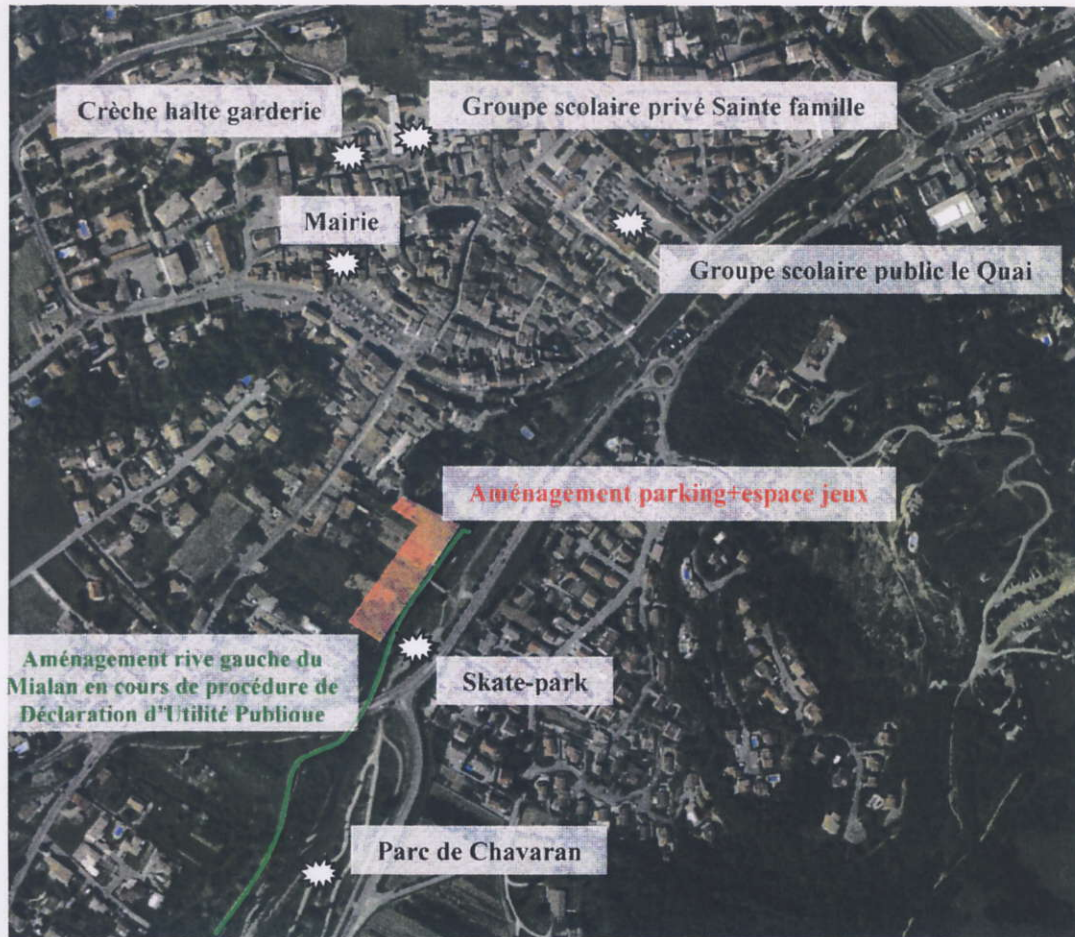 Crèche halte garderie
Groupe scolaire privé Sainte famille
Mairie
Groupe scolaire public le Quai
Aménagement parking+espace jeux
Aménagement rive gauche du
Mialan en cours de procédure de
Déclaration d'Utilité Publique
Skate-park
Parc de Chavaran